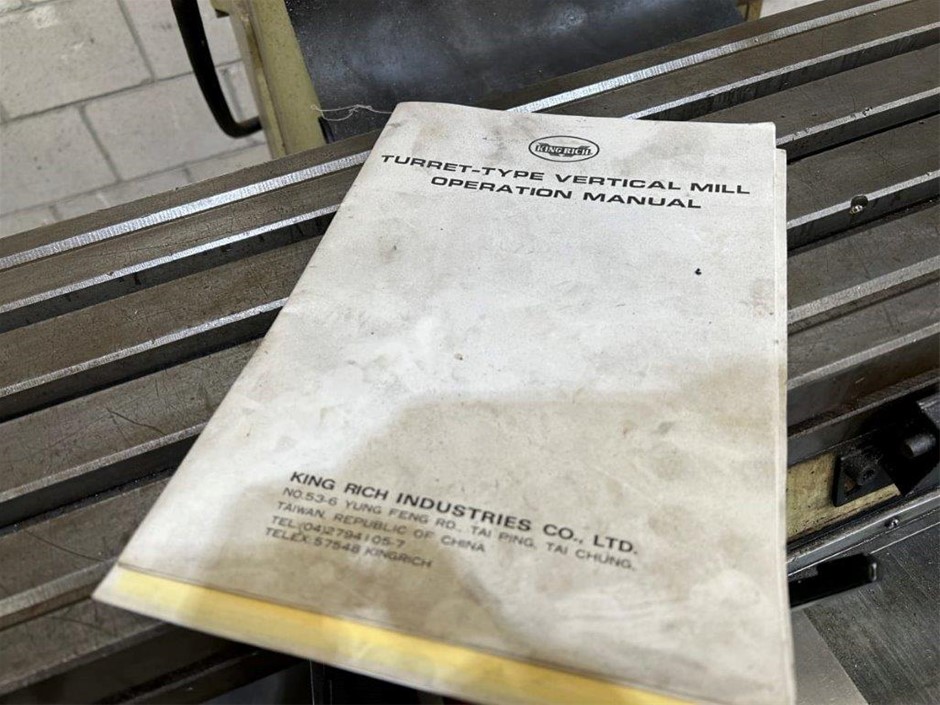 KING RICH
TURRET-TYPE VERTICAL MILL
OPERATION MANUAL
KING RICH INDUSTRIES CO., LTD.
NO.53-6 YUNG FENG RD., TAI PING, TAI CHUNG,
TAIWAN, REPUBLIC OF CHINA
TEL:(04)2794105-7
TELEX:57548 KINGRICH